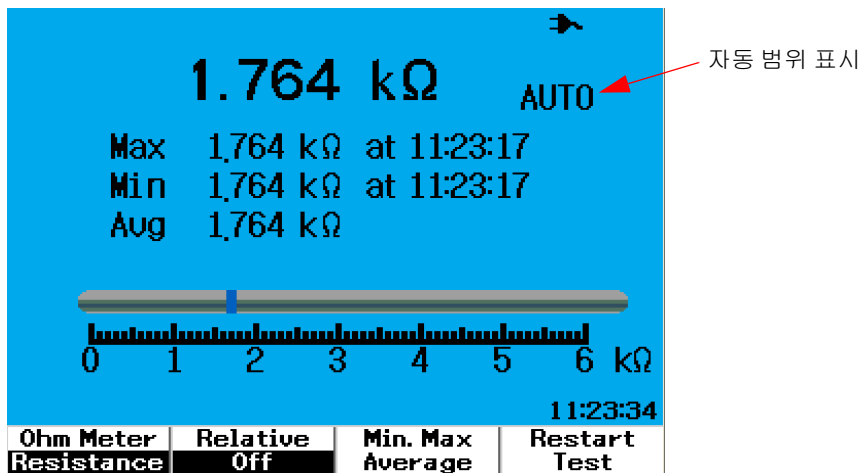 1.764 kΩ
AUTO
자동 범위 표시
Max 1.764 kΩ at 11:23:17
Min 1.764 kΩ at 11:23:17
Avg 1.764 kΩ
0 1 2 3 4 5 6 kΩ
11:23:34
Ohm Meter Relative Min. Max Restart
Resistance Off Average Test